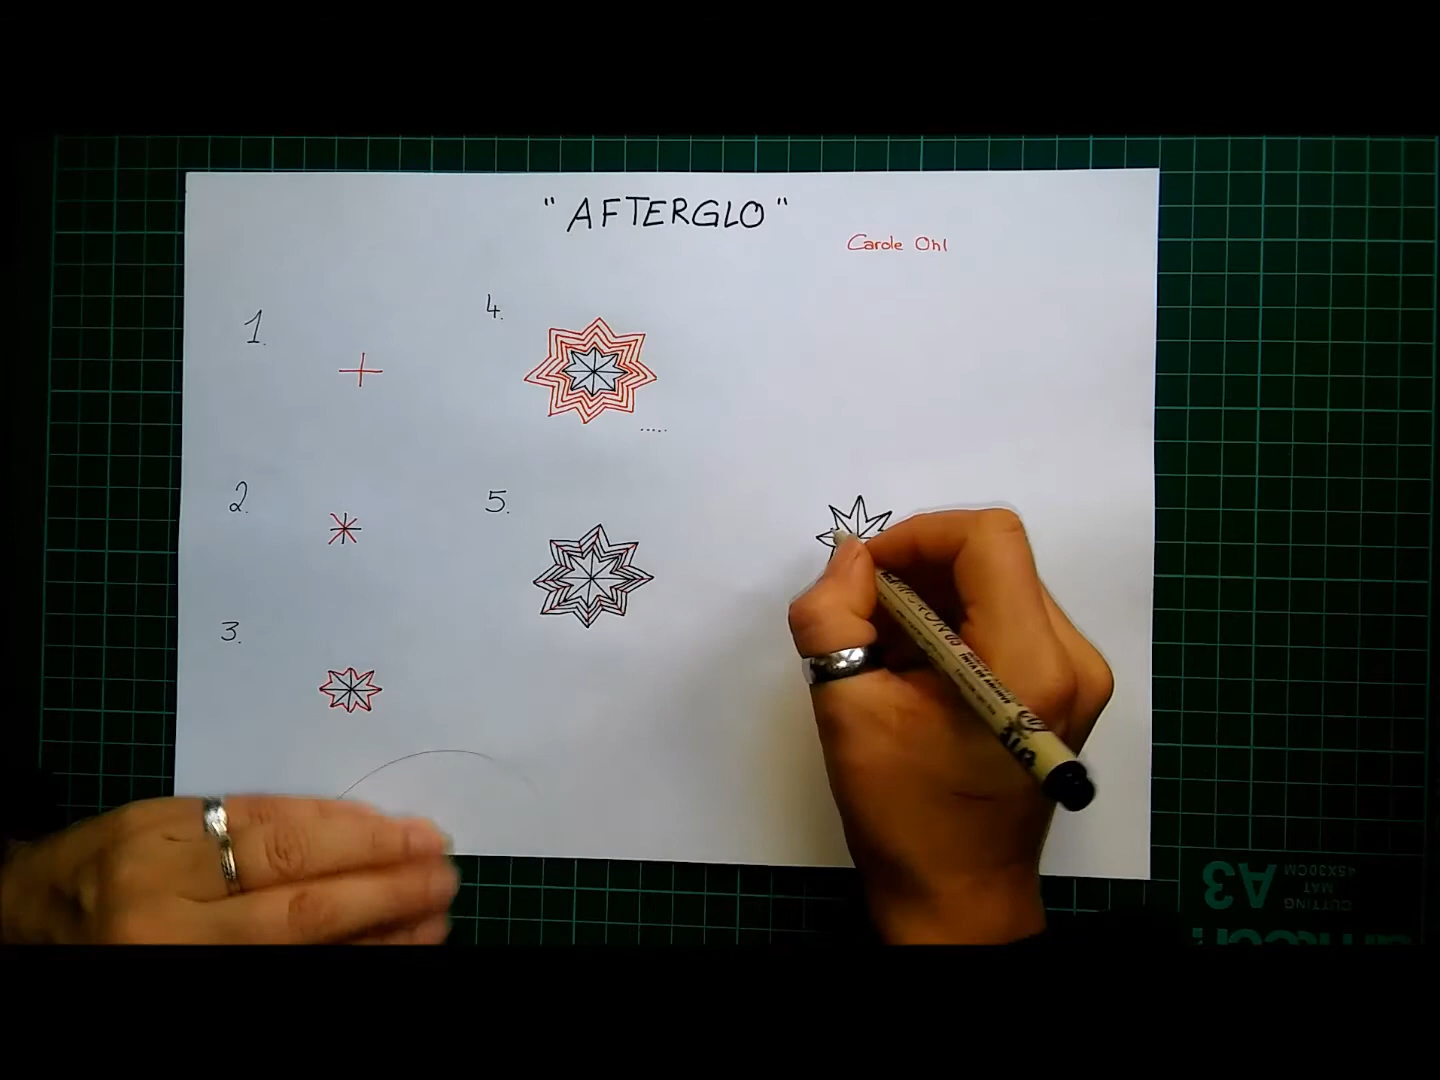 "AFTERGLO"
Carole Ohl
1.
2.
3.
4.
.....
5.
A3
CUTTING
MAT
45X30CM